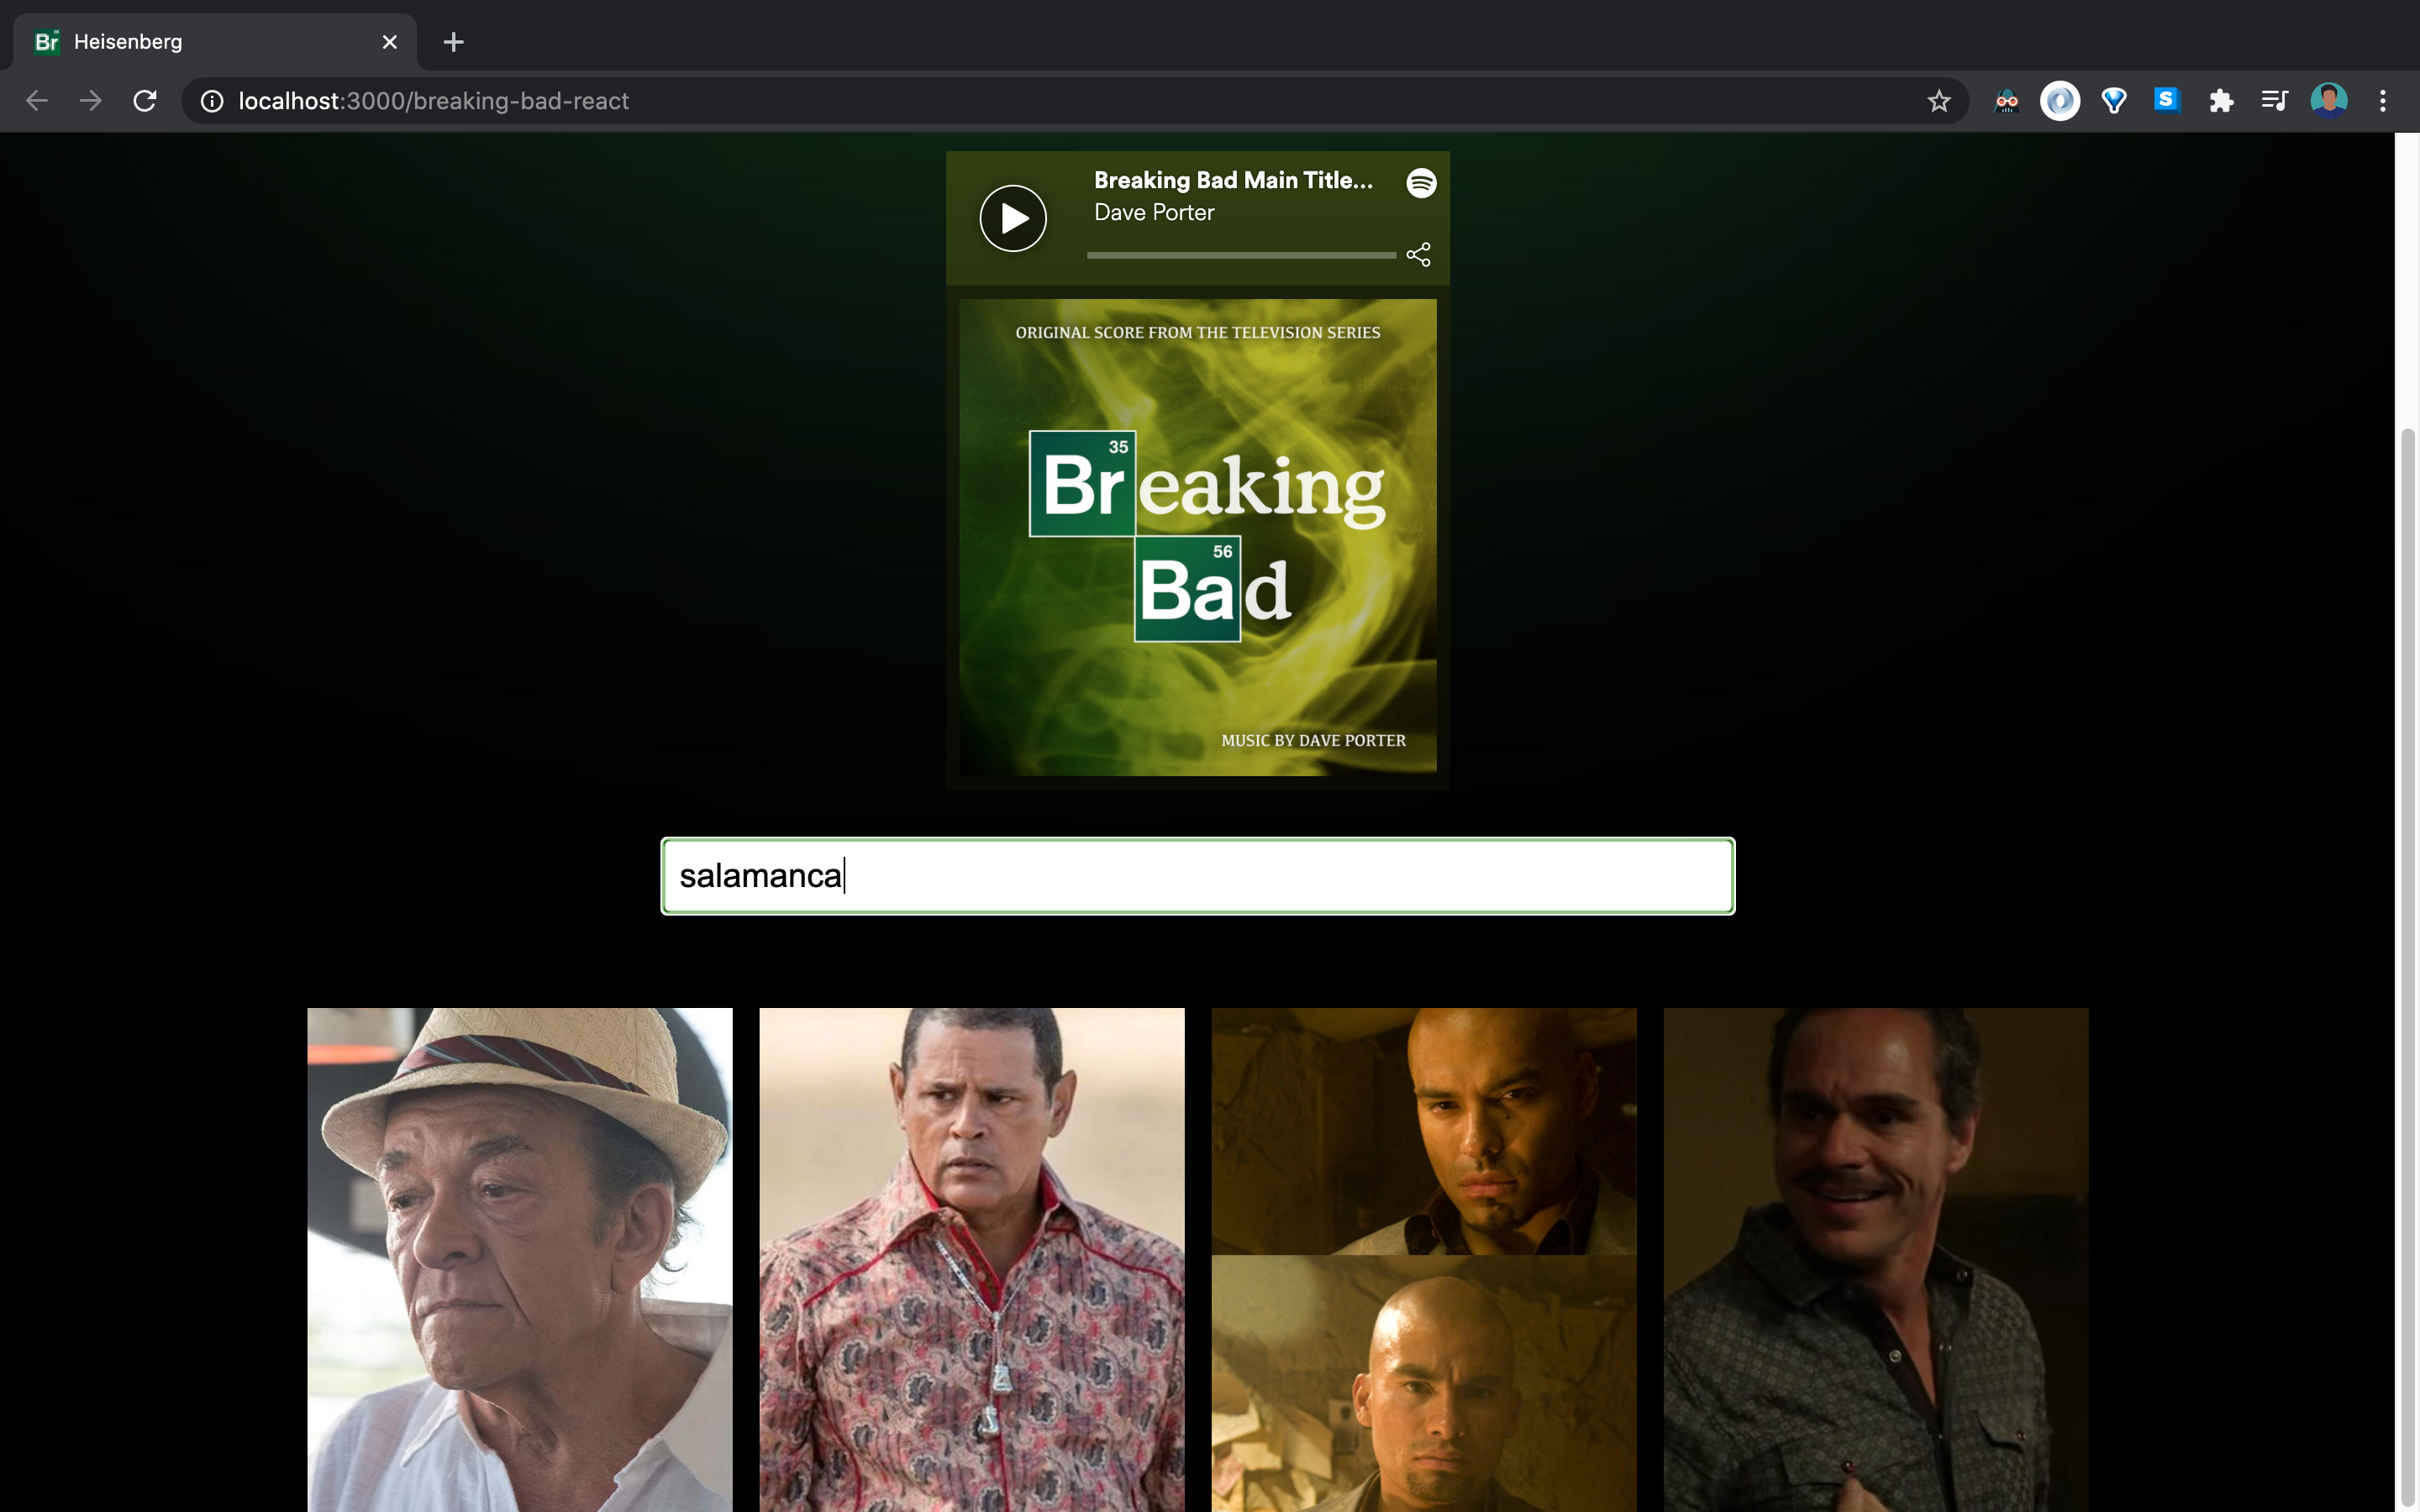 Br Heisenberg
localhost:3000/breaking-bad-react
S
Breaking Bad Main Title...
Dave Porter
ORIGINAL SCORE FROM THE TELEVISION SERIES
35
Breaking
56
Bad
MUSIC BY DAVE PORTER
salamanca